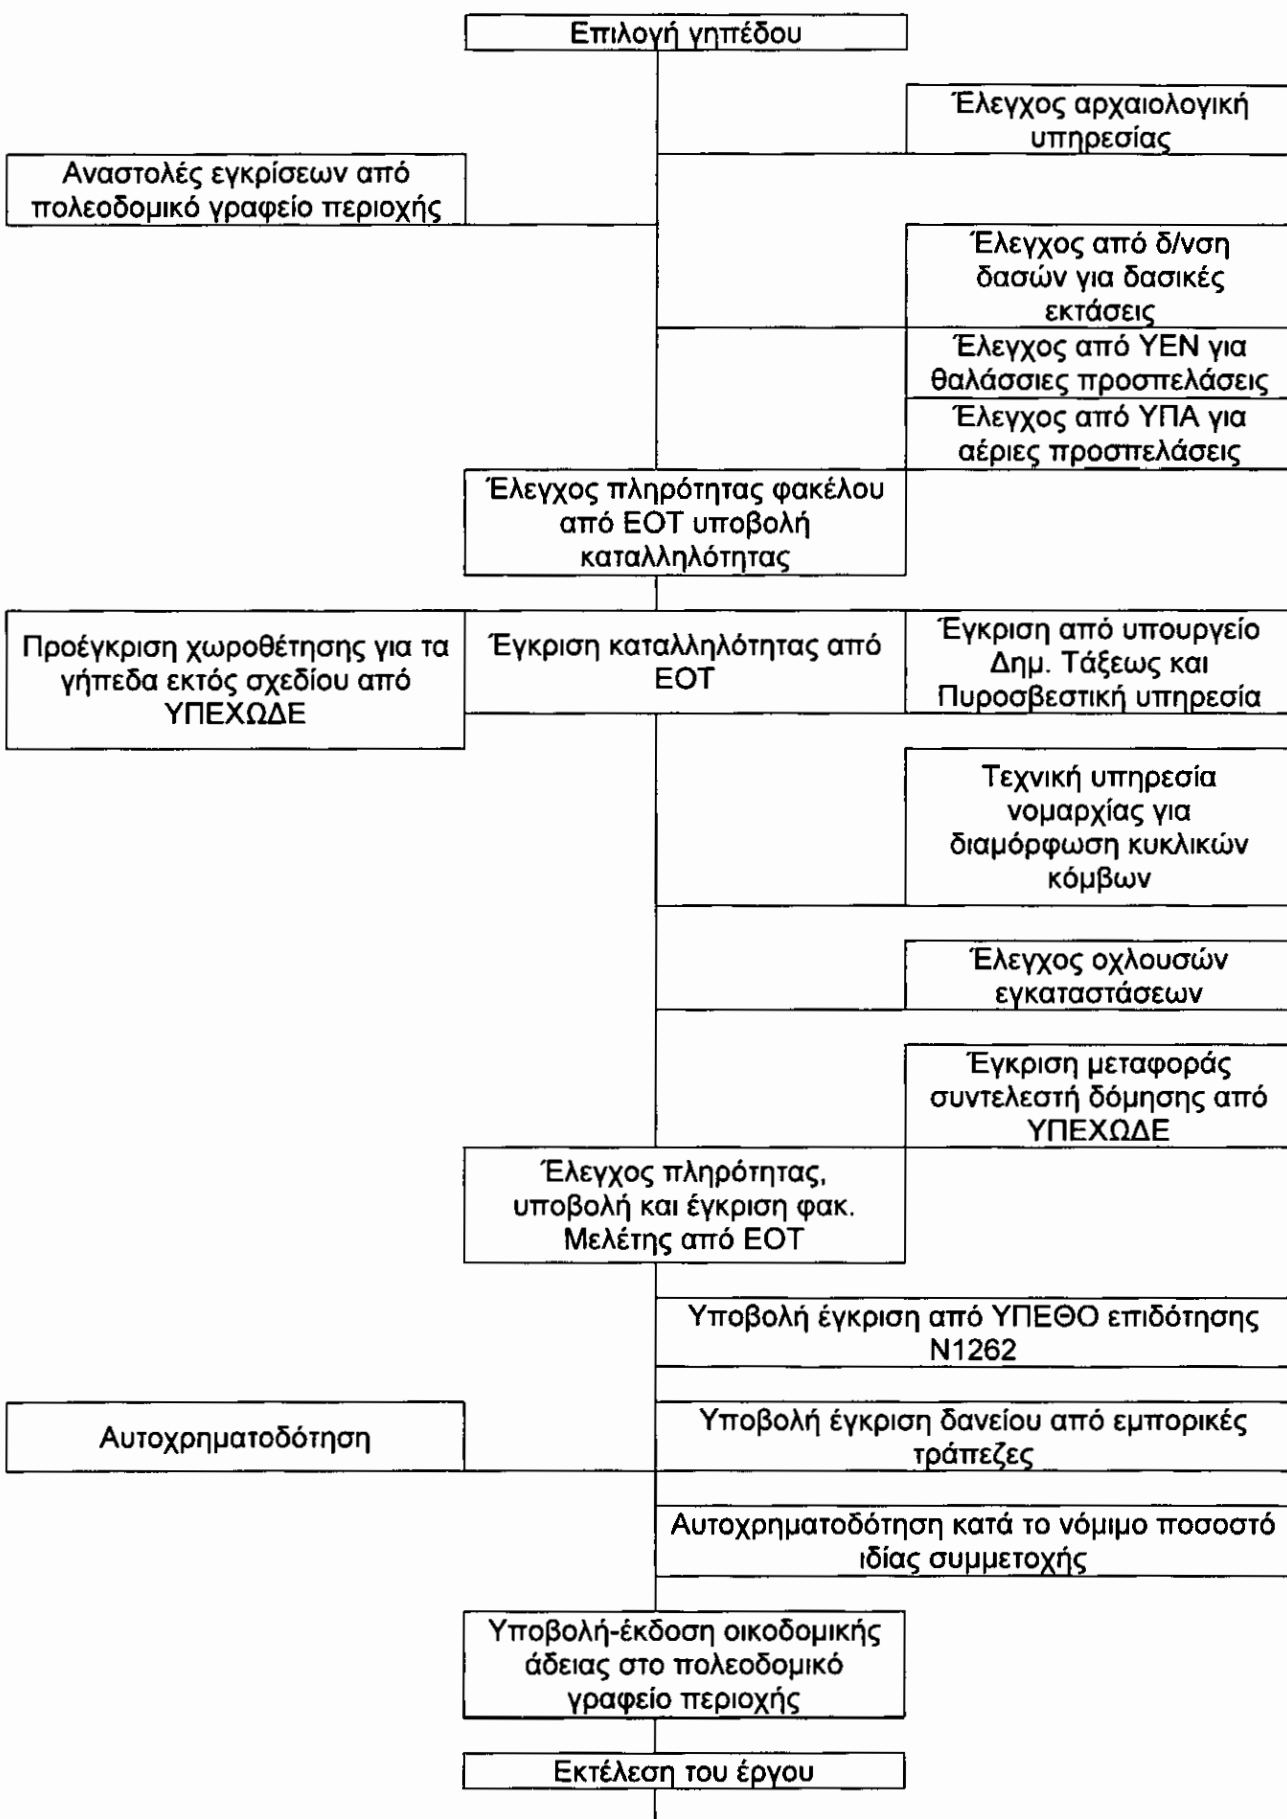 Επιλογή γηπέδου
Έλεγχος αρχαιολογική
υπηρεσίας
Αναστολές εγκρίσεων από
πολεοδομικό γραφείο περιοχής
Έλεγχος από δ/νση
δασών για δασικές
εκτάσεις
Έλεγχος από ΥΕΝ για
θαλάσσιες προσπελάσεις
Έλεγχος από ΥΠΑ για
αέριες προσπελάσεις
Έλεγχος πληρότητας φακέλου
από ΕΟΤ υποβολή
καταλληλότητας
Προέγκριση χωροθέτησης για τα
γήπεδα εκτός σχεδίου από
ΥΠΕΧΩΔΕ
Έγκριση καταλληλότητας από
ΕΟΤ
Έγκριση από υπουργείο
Δημ. Τάξεως και
Πυροσβεστική υπηρεσία
Τεχνική υπηρεσία
νομαρχίας για
διαμόρφωση κυκλικών
κόμβων
Έλεγχος οχλουσών
εγκαταστάσεων
Έγκριση μεταφοράς
συντελεστή δόμησης από
ΥΠΕΧΩΔΕ
Έλεγχος πληρότητας,
υποβολή και έγκριση φακ.
Μελέτης από ΕΟΤ
Υποβολή έγκριση από ΥΠΕΘΟ επιδότησης
Ν1262
Αυτοχρηματοδότηση
Υποβολή έγκριση δανείου από εμπορικές
τράπεζες
Αυτοχρηματοδότηση κατά το νόμιμο ποσοστό
ιδίας συμμετοχής
Υποβολή-έκδοση οικοδομικής
άδειας στο πολεοδομικό
γραφείο περιοχής
Εκτέλεση του έργου